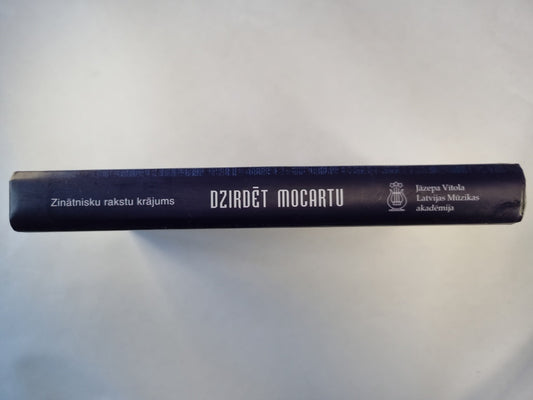 Zinātnisku rakstu krājums
DZIRDĒT MOCARTU
Jāzepa Vītola
Latvijas Mūzikas
akadēmija